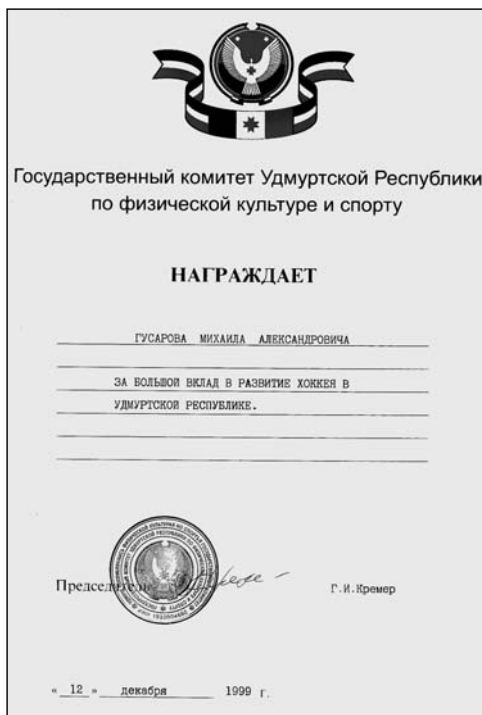 Государственный комитет Удмуртской Республики
по физической культуре и спорту
НАГРАЖДАЕТ
ГУСАРОВА МИХАИЛА АЛЕКСАНДРОВИЧА
ЗА БОЛЬШОЙ ВКЛАД В РАЗВИТИЕ ХОККЕЯ В
УДМУРТСКОЙ РЕСПУБЛИКЕ.
Председатель Г.И.Кремер
« 12 » декабря 1999 г.